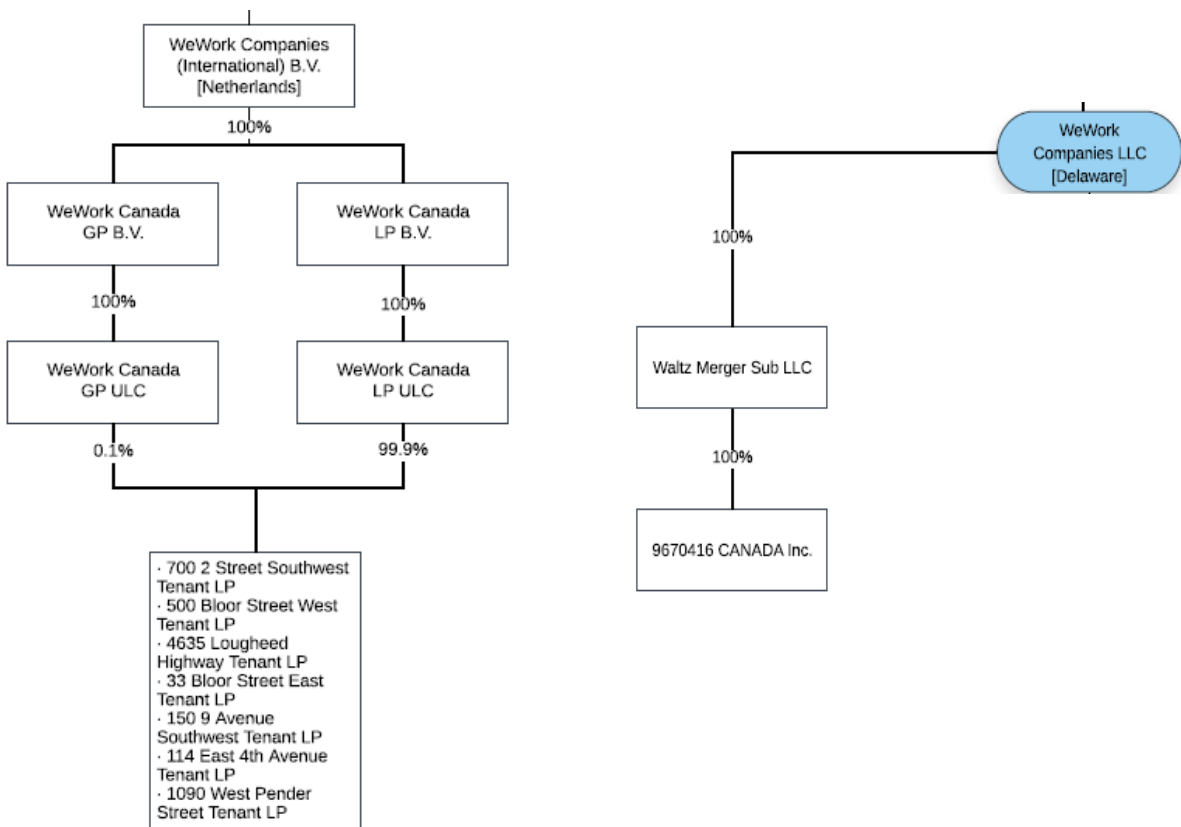 WeWork Companies
(International) B.V.
[Netherlands]
100%
WeWork Canada
GP B.V.
WeWork Canada
LP B.V.
100%
100%
WeWork Canada
GP ULC
WeWork Canada
LP ULC
0.1%
99.9%
· 700 2 Street Southwest
Tenant LP
· 500 Bloor Street West
Tenant LP
· 4635 Lougheed
Highway Tenant LP
· 33 Bloor Street East
Tenant LP
· 150 9 Avenue
Southwest Tenant LP
· 114 East 4th Avenue
Tenant LP
· 1090 West Pender
Street Tenant LP
WeWork
Companies LLC
[Delaware]
100%
Waltz Merger Sub LLC
100%
9670416 CANADA Inc.